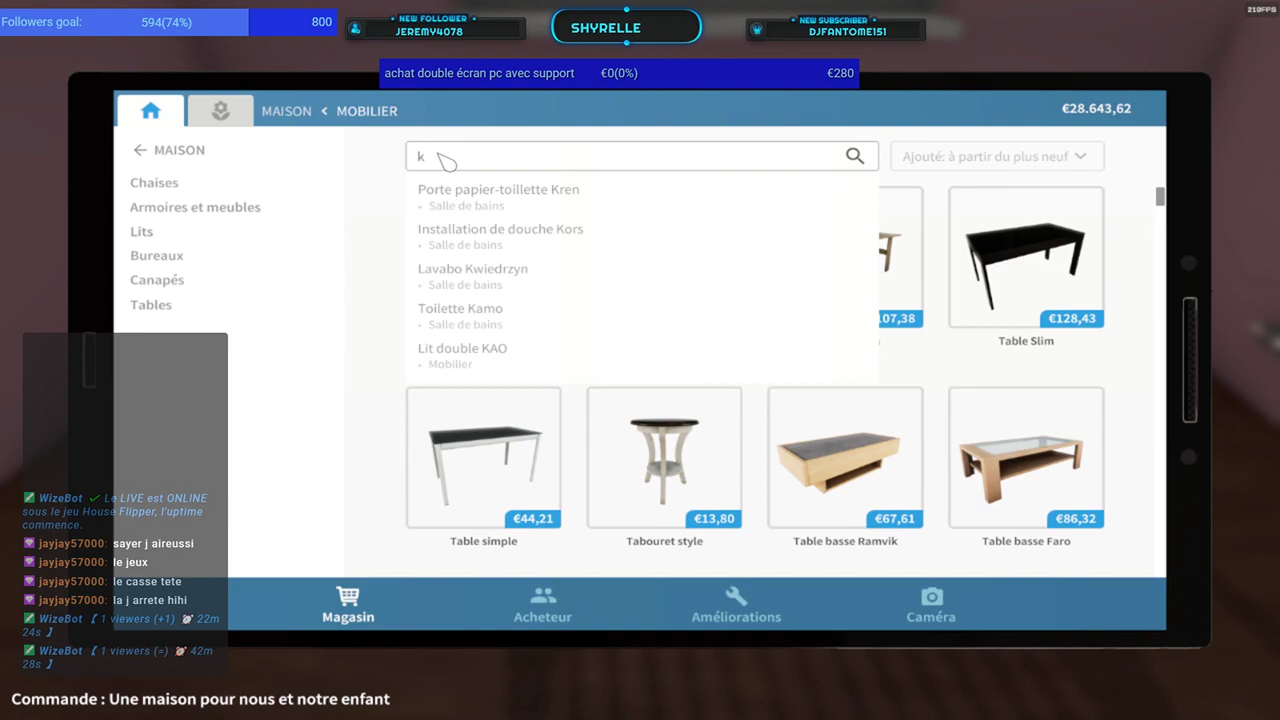 Followers goal: 594(74%) 800
NEW FOLLOWER
JEREMY4078
SHYRELLE
NEW SUBSCRIBER
DJFANTOME151
219FPS
achat double écran pc avec support €0(0%) €280
MAISON < MOBILIER €28.643,62
MAISON
Chaises
Armoires et meubles
Lits
Bureaux
Canapés
Tables
k
Ajouté: à partir du plus neuf
Porte papier-toillette Kren
Salle de bains
Installation de douche Kors
Salle de bains
Lavabo Kwiedrzyn
Salle de bains
Toilette Kamo
Salle de bains
Lit double KAO
Mobilier
07,38
€128,43
Table Slim
€44,21
Table simple
€13,80
Tabouret style
€67,61
Table basse Ramvik
€86,32
Table basse Faro
WizeBot Le LIVE est ONLINE
sous le jeu House Flipper, l'uptime
commence.
jayjay57000: sayer j aireussi
jayjay57000: le jeux
jayjay57000: le casse tete
jayjay57000: la j arrete hihi
WizeBot 【 1 viewers (+1) 22m
24s 】
WizeBot 【 1 viewers (=) 42m
28s 】
Magasin
Acheteur
Améliorations
Caméra
Commande : Une maison pour nous et notre enfant